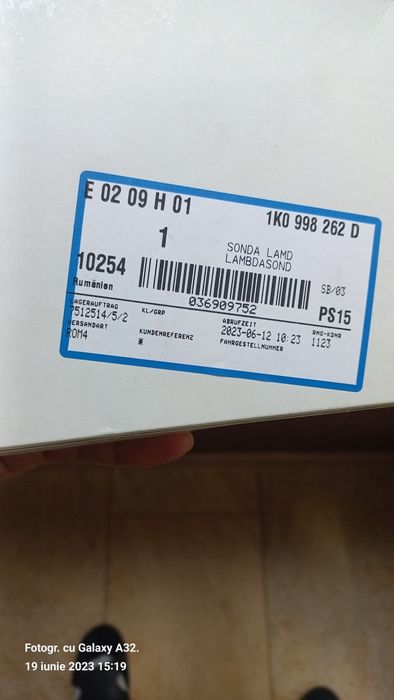 E 02 09 H 01
1K0 998 262 D
1
SONDA LAMD
LAMBDASOND
10254
Rumänien
036909752
SB/03
PS15
LAGERAUFTRAG
7512514/5/2
KL/GRP
ABRUFZEIT
2023-06-12 10:23
RMG-KDNR
1123
VERSANDART
ROM4
KUNDENREFERENZ
*
FAHRGESTELLNUMMER
Fotogr. cu Galaxy A32.
19 iunie 2023 15:19